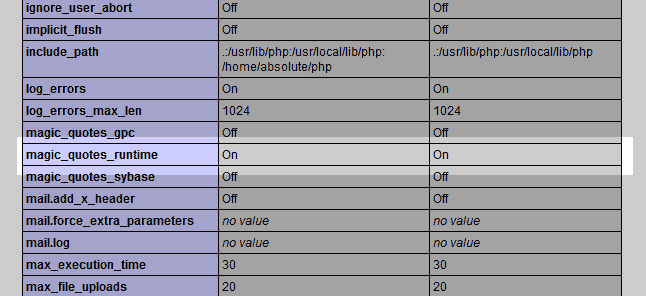 ignore_user_abort Off Off
implicit_flush Off Off
include_path .:/usr/lib/php:/usr/local/lib/php: .:/usr/lib/php:/usr/local/lib/php
/home/absolute/php
log_errors On On
log_errors_max_len 1024 1024
magic_quotes_gpc Off Off
magic_quotes_runtime On On
magic_quotes_sybase Off Off
mail.add_x_header Off Off
mail.force_extra_parameters no value no value
mail.log no value no value
max_execution_time 30 30
max_file_uploads 20 20